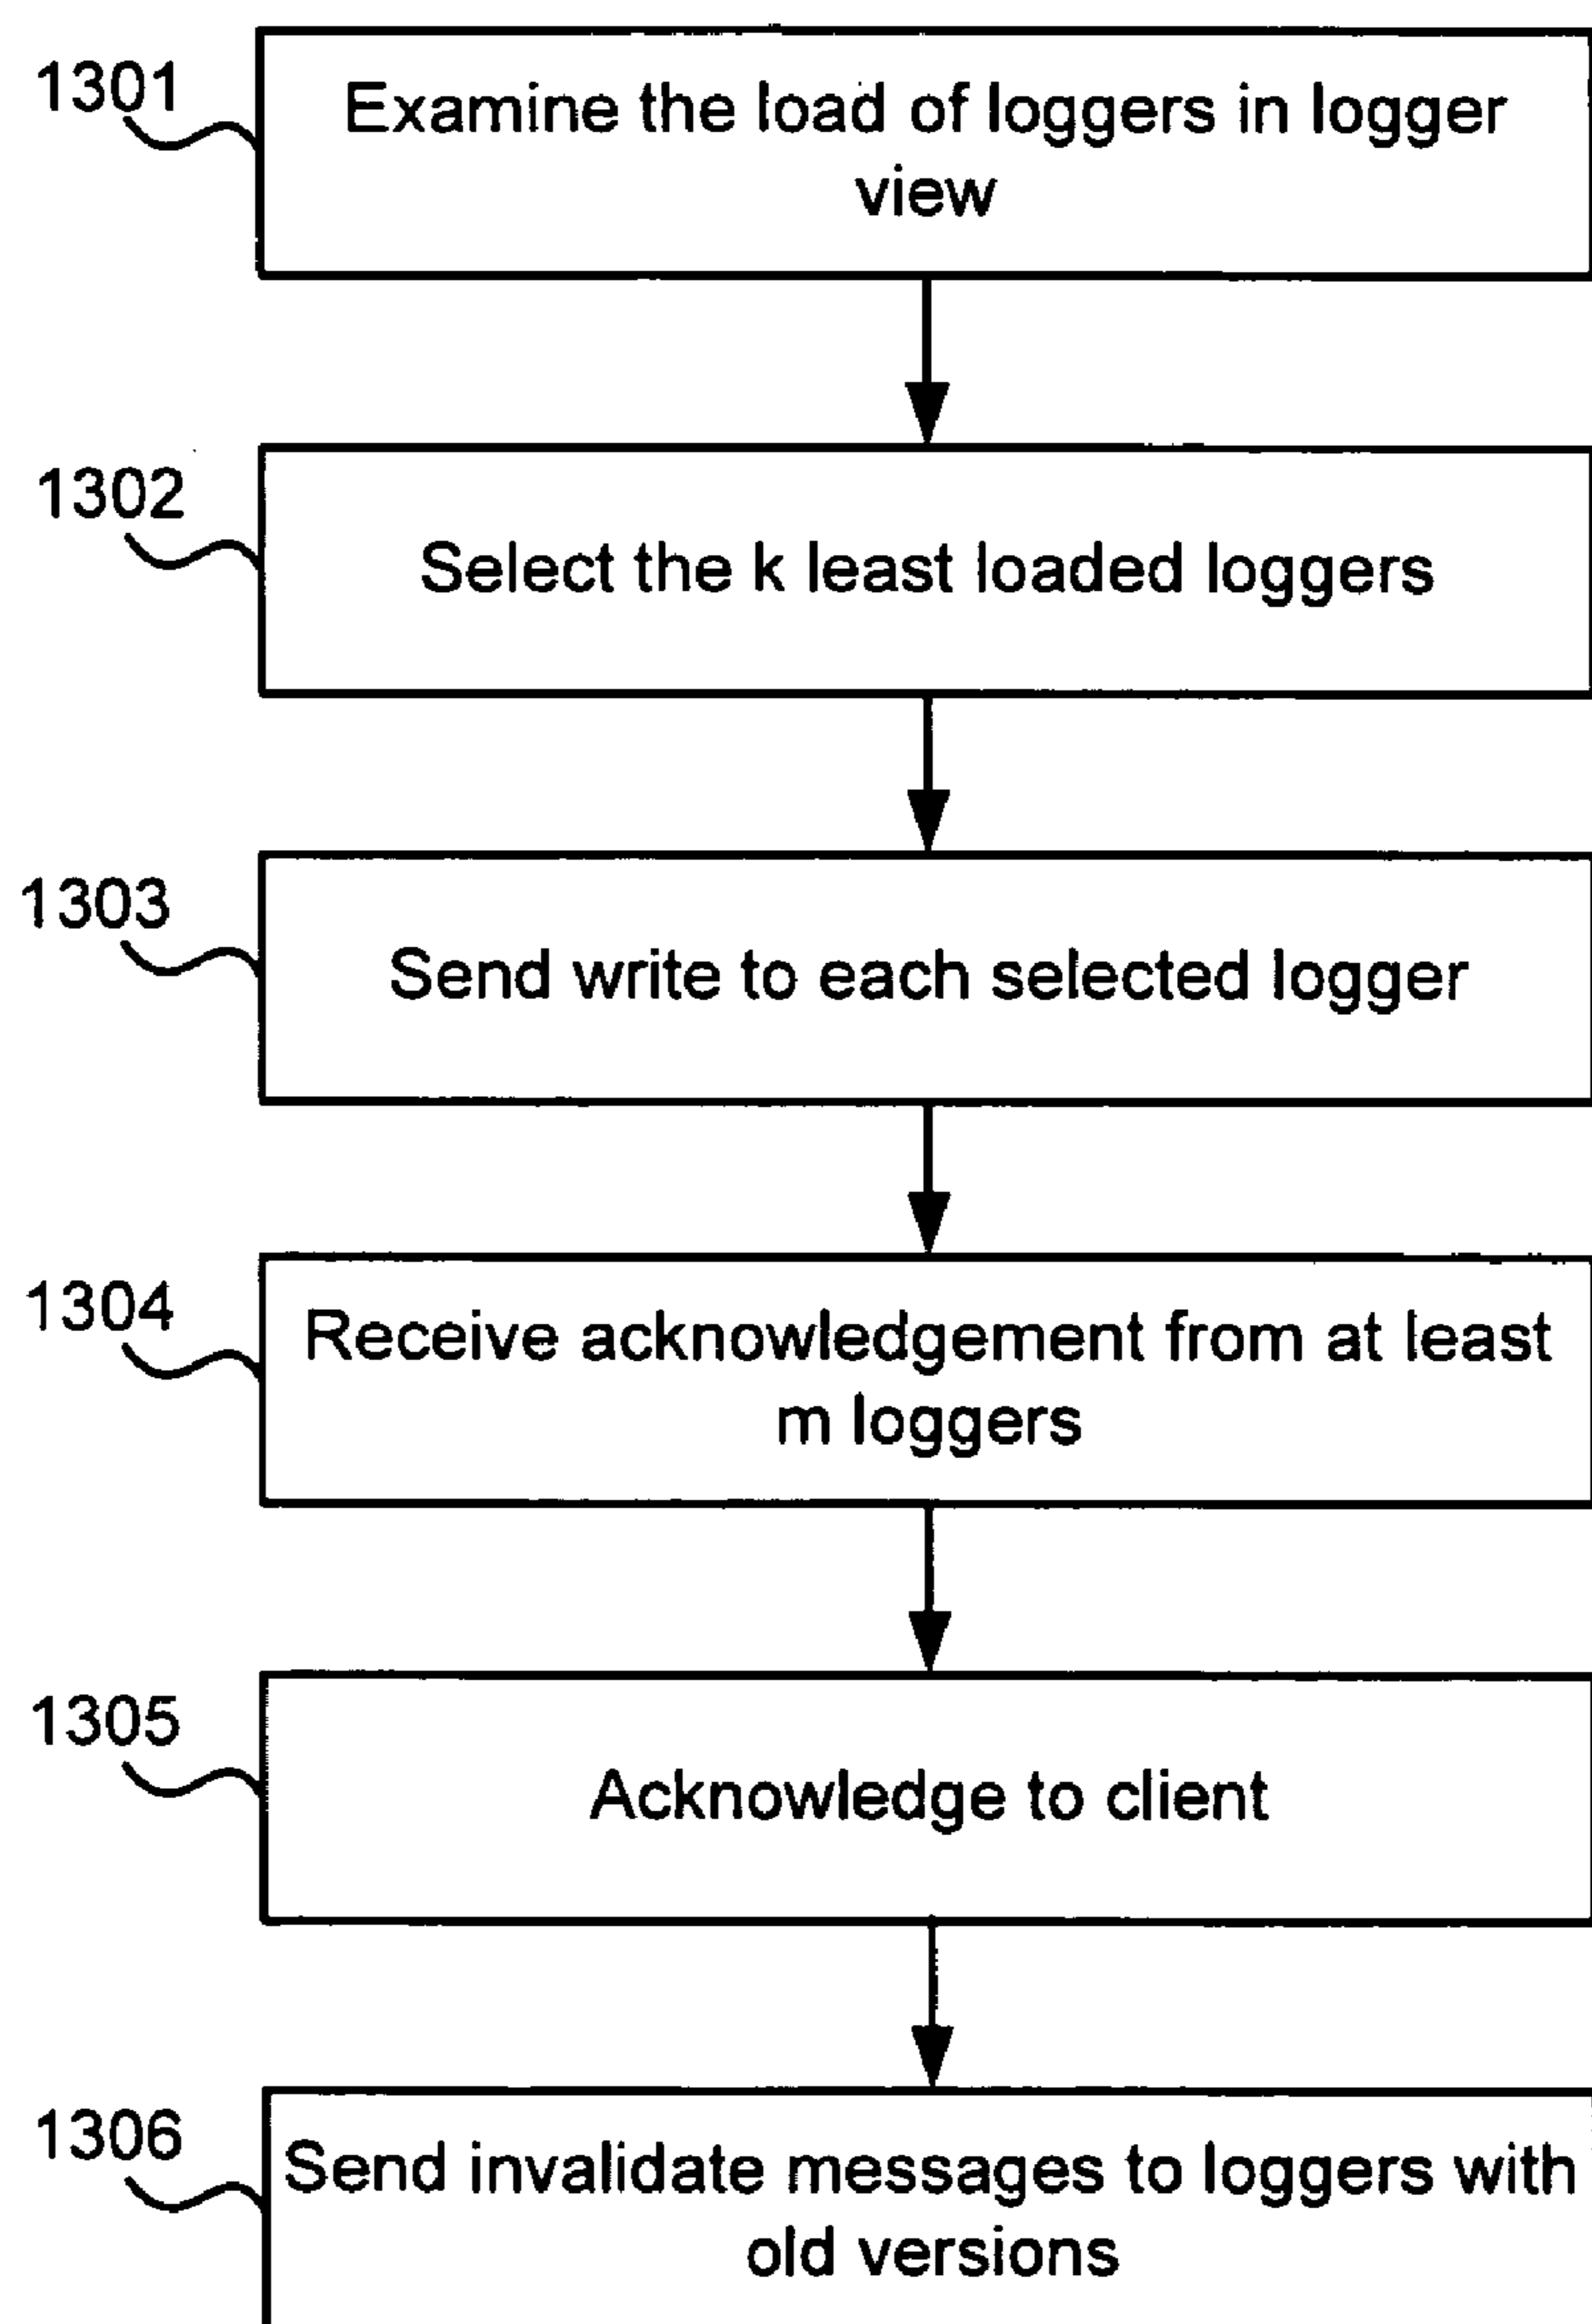 1301
Examine the load of loggers in logger
view
1302
Select the k least loaded loggers
1303
Send write to each selected logger
1304
Receive acknowledgement from at least
m loggers
1305
Acknowledge to client
1306
Send invalidate messages to loggers with
old versions